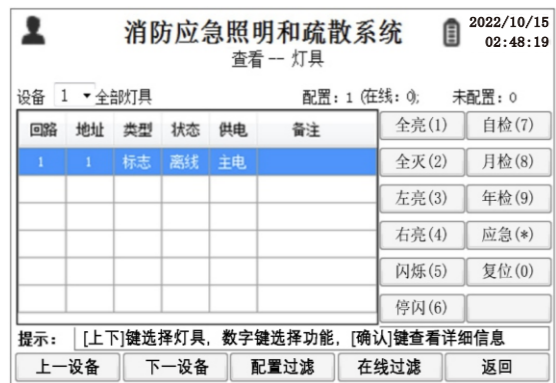 消防应急照明和疏散系统
2022/10/15
02:48:19
查看 -- 灯具
设备 1 全部灯具 配置: 1 (在线: 0; 未配置: 0
回路 地址 类型 状态 供电 备注
1 1 标志 离线 主电
全亮(1) 自检(7)
全灭(2) 月检(8)
左亮(3) 年检(9)
右亮(4) 应急(*)
闪烁(5) 复位(0)
停闪(6)
提示: [上下]键选择灯具, 数字键选择功能, [确认]键查看详细信息
上一设备 下一设备 配置过滤 在线过滤 返回